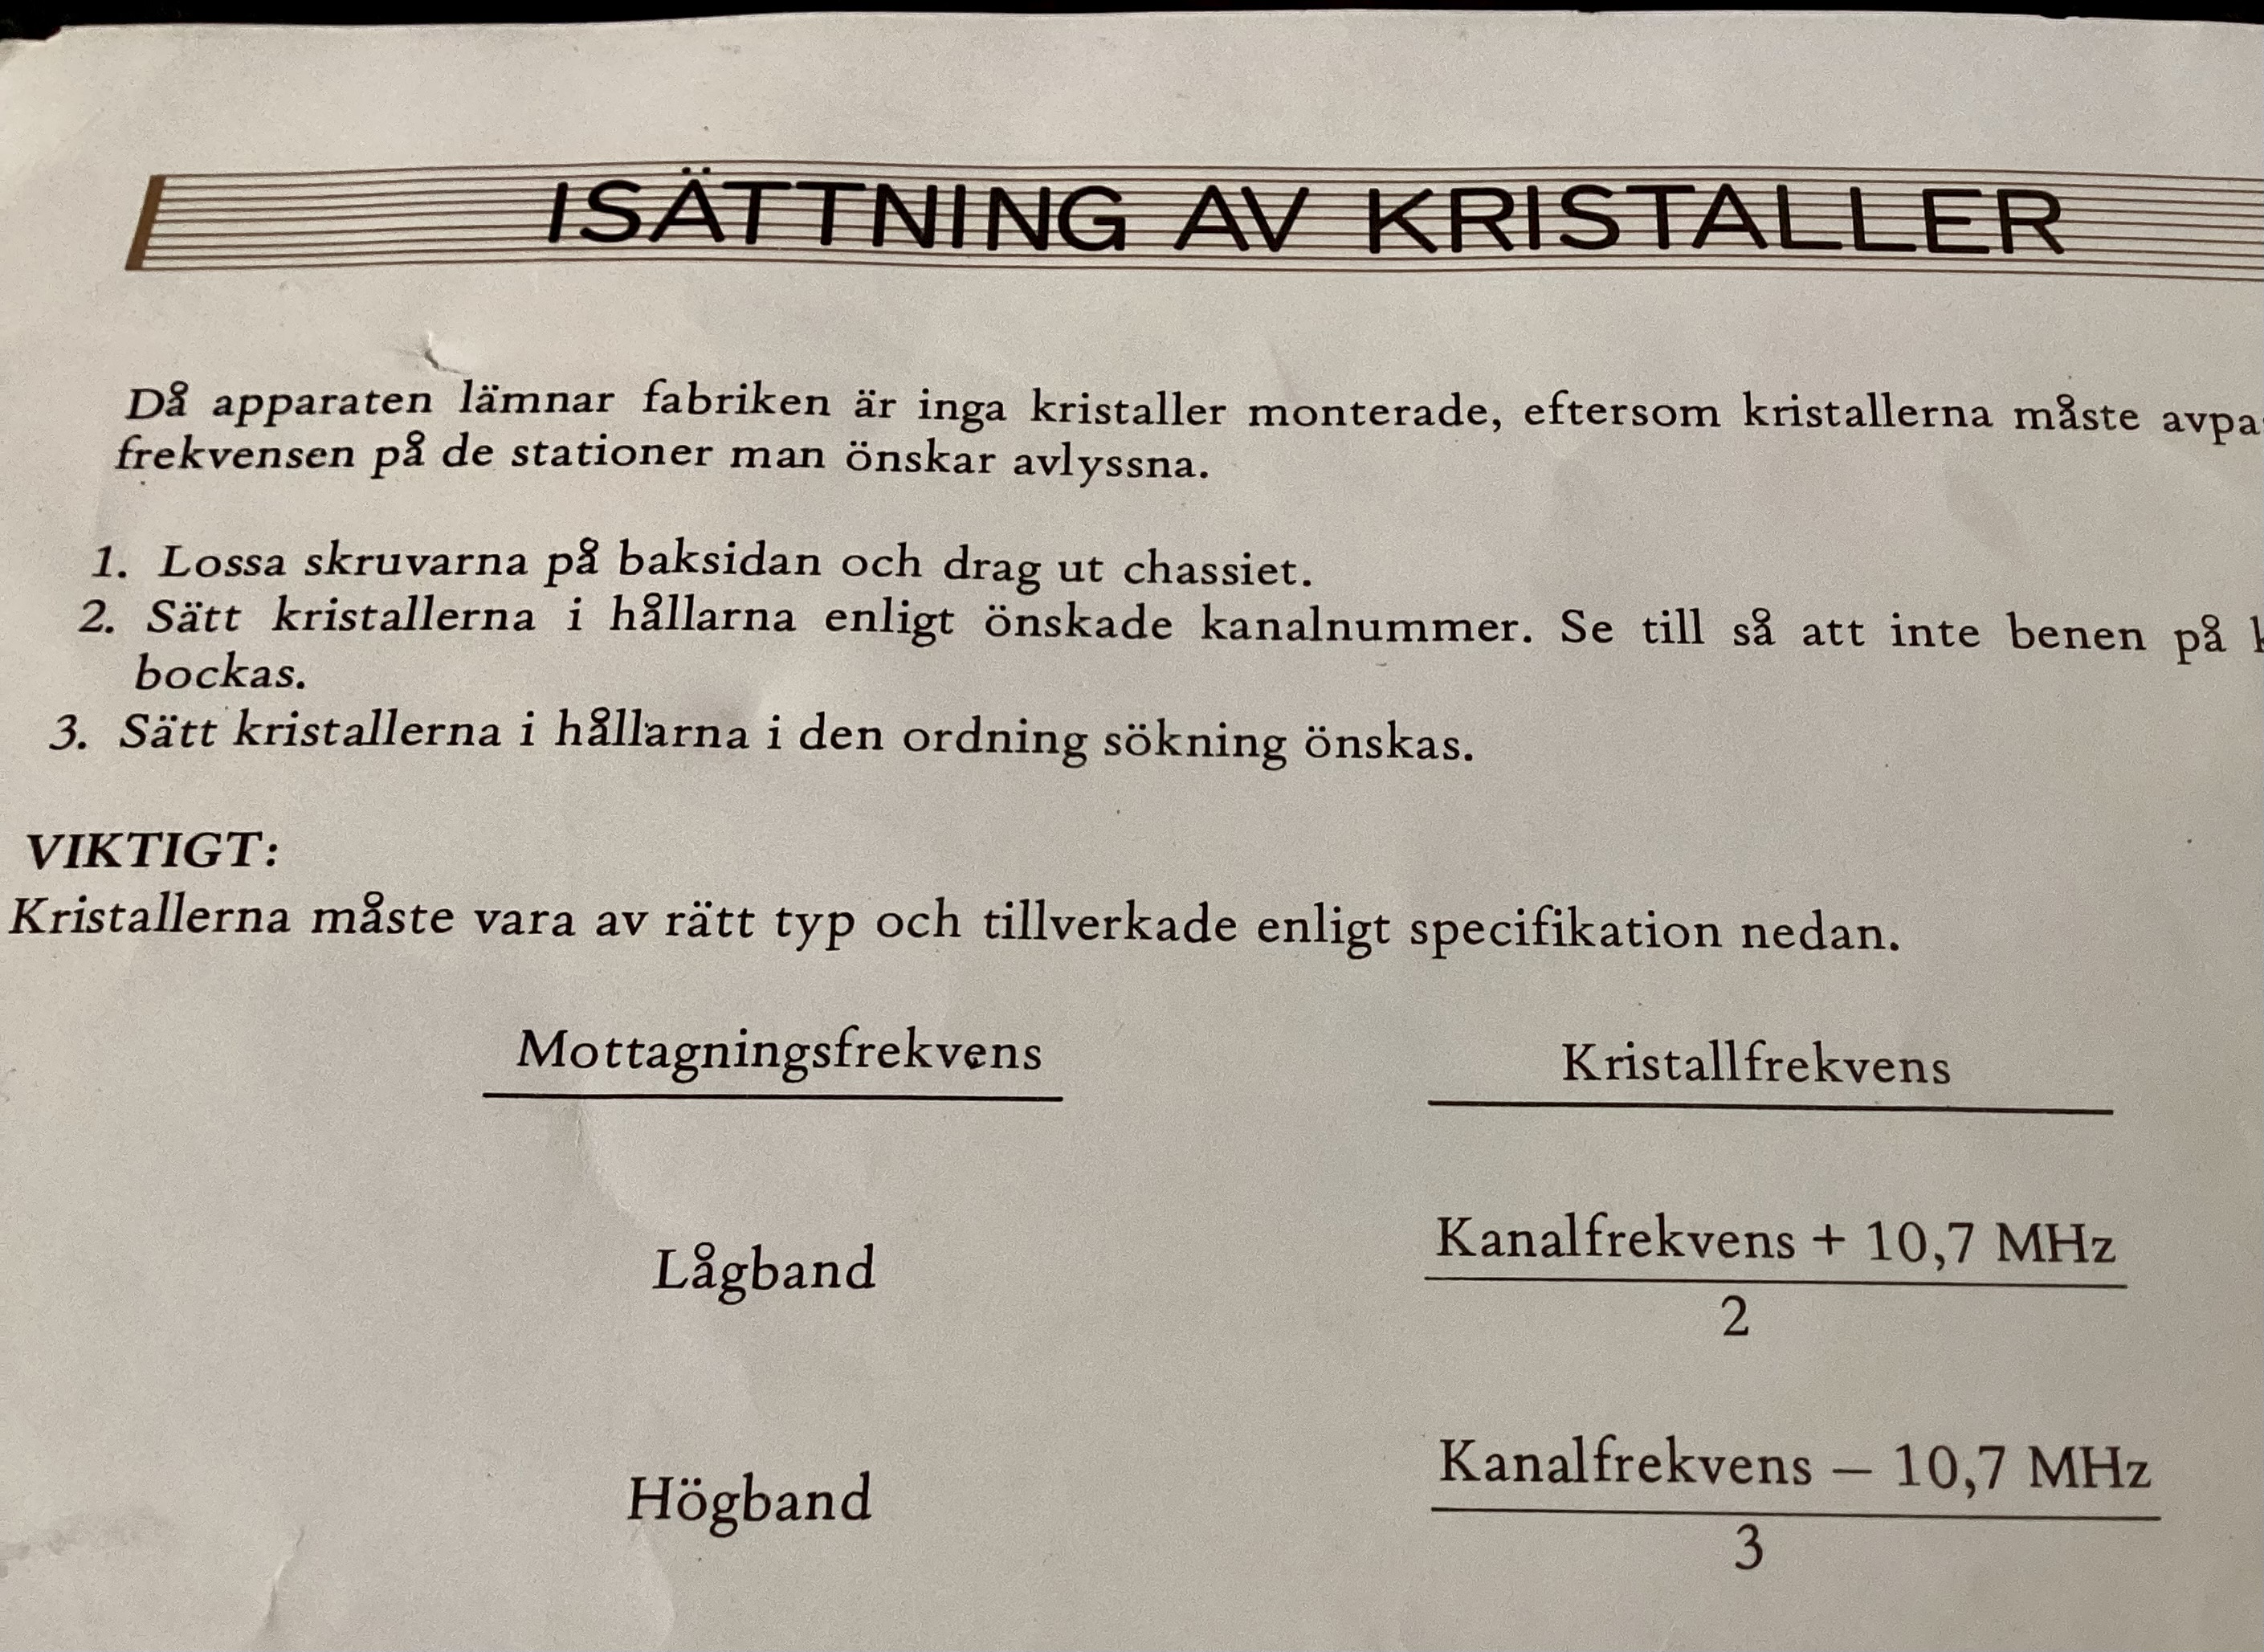 ISÄTTNING AV KRISTALLER
Då apparaten lämnar fabriken är inga kristaller monterade, eftersom kristallerna måste
frekvensen på de stationer man önskar avlyssna.
1. Lossa skruvarna på baksidan och drag ut chassiet.
2. Sätt kristallerna i hållarna enligt önskade kanalnummer. Se till så att inte benen på
bockas.
3. Sätt kristallerna i hållarna i den ordning sökning önskas.
VIKTIGT:
Kristallerna måste vara av rätt typ och tillverkade enligt specifikation nedan.
Mottagningsfrekvens Kristallfrekvens
Lågband Kanalfrekvens + 10,7 MHz
2
Högband Kanalfrekvens — 10,7 MHz
3